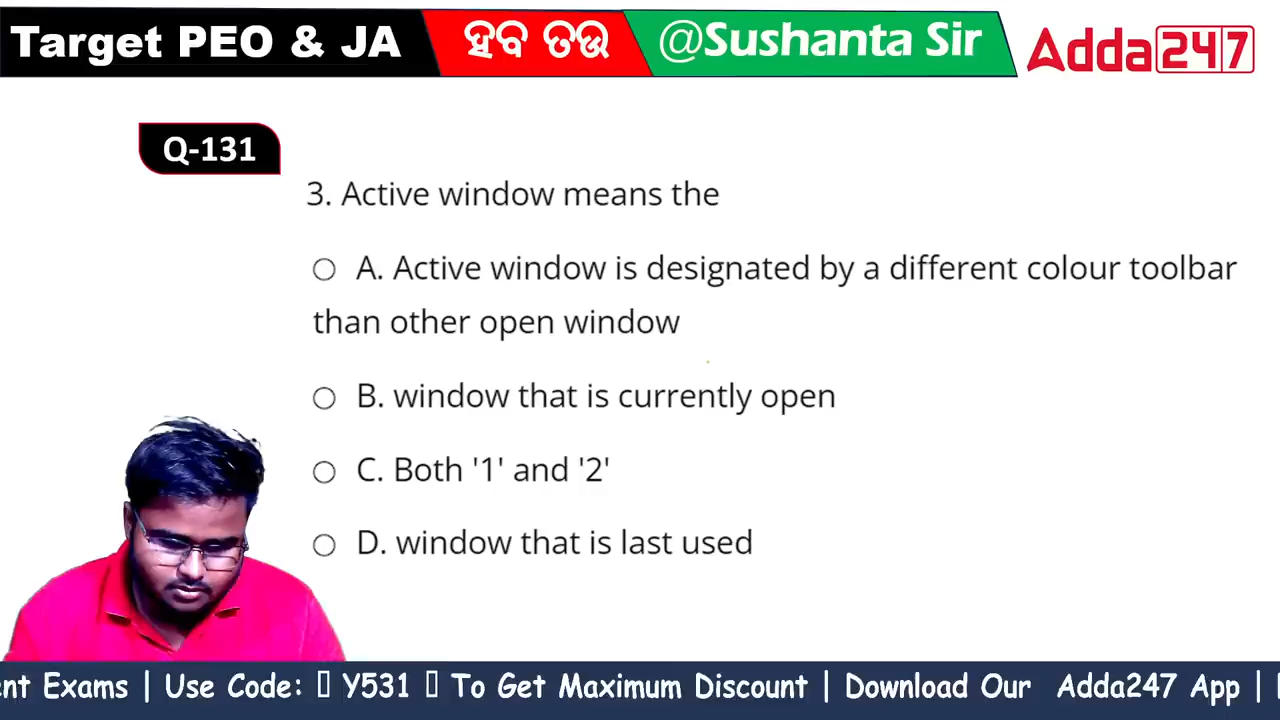 Target PEO & JA ହବ ତଉ @Sushanta Sir Adda247
Q-131
3. Active window means the
A. Active window is designated by a different colour toolbar
than other open window
B. window that is currently open
C. Both '1' and '2'
D. window that is last used
nt Exams | Use Code: Y531 To Get Maximum Discount | Download Our Adda247 App |